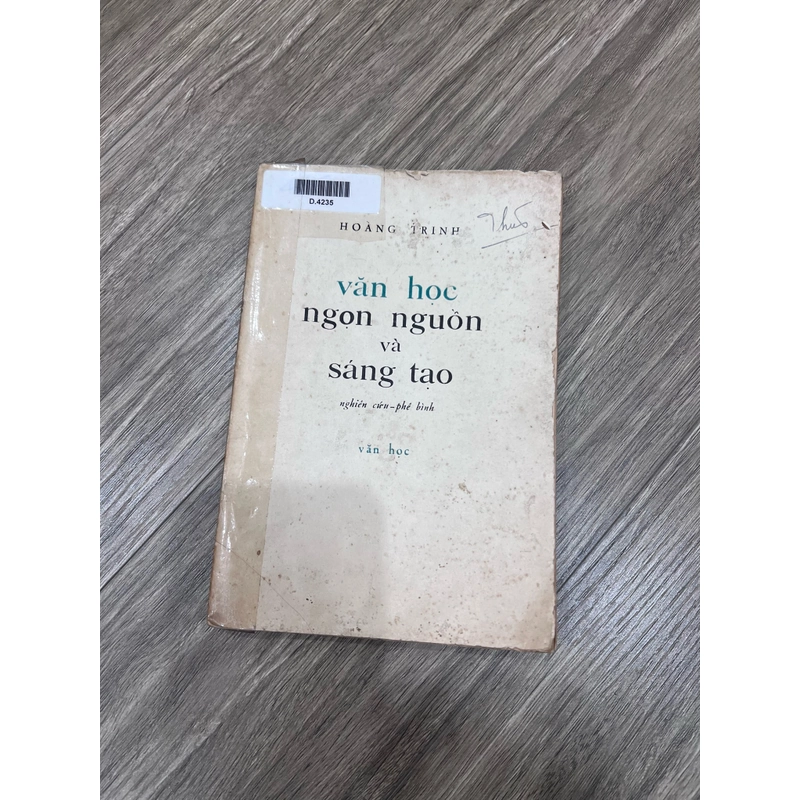 D.4235
HOÀNG TRINH
văn học
ngọn nguồn
và
sáng tạo
nghiên cứu – phê bình
văn học